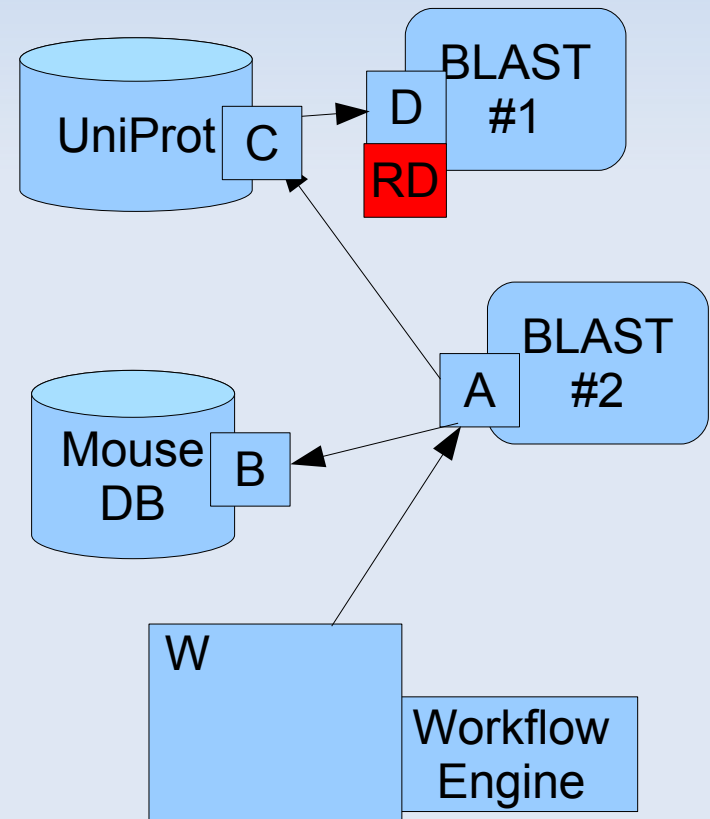 BLAST
#1
UniProt
C
D
RD
BLAST
#2
A
Mouse
DB
B
W
Workflow
Engine